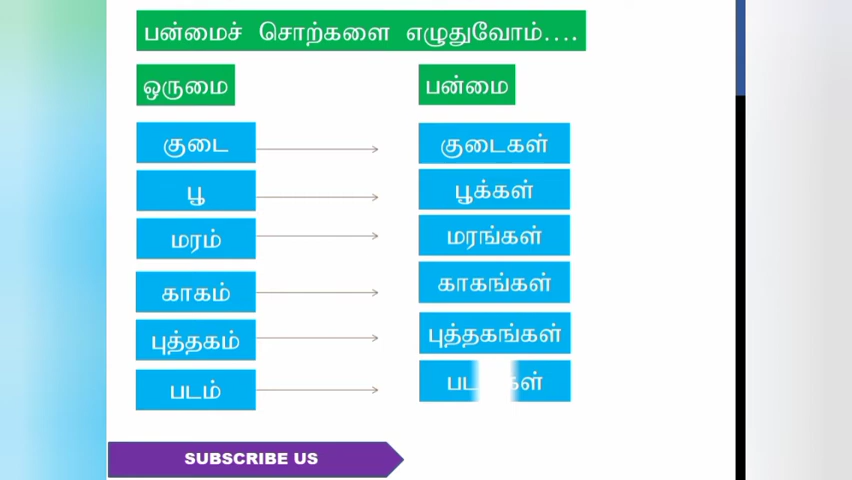 பன்மைச் சொற்களை எழுதுவோம்....
ஒருமை பன்மை
குடை குடைகள்
பூ பூக்கள்
மரம் மரங்கள்
காகம் காகங்கள்
புத்தகம் புத்தகங்கள்
படம்
SUBSCRIBE US